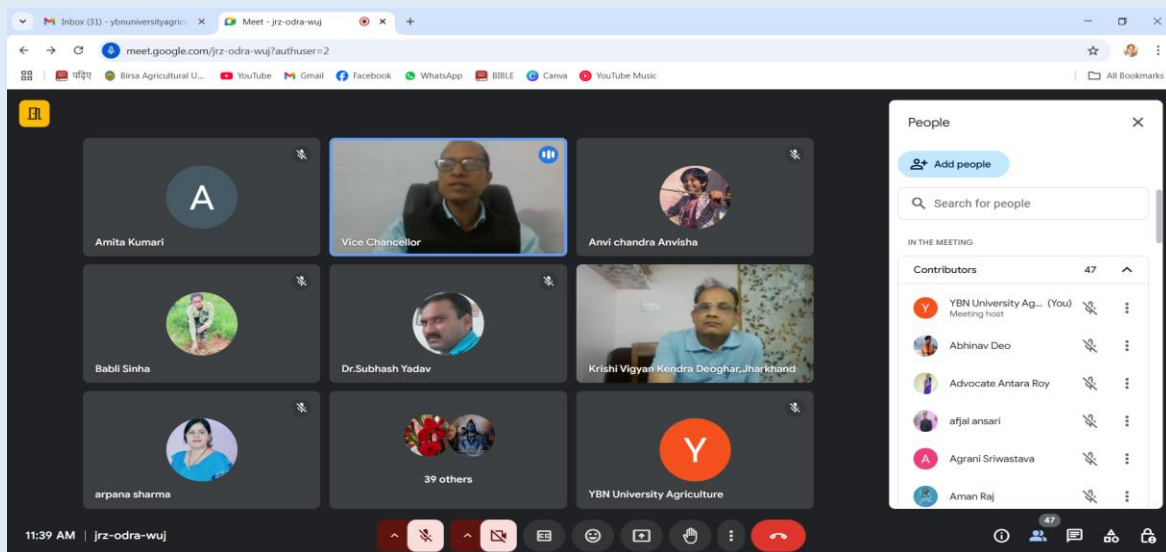 Inbox (31) - ybnuniversityagric
Meet - jrz-odra-wuj
meet.google.com/jrz-odra-wuj?authuser=2
पढ़िए Birsa Agricultural U... YouTube Gmail Facebook WhatsApp BIBLE Canva YouTube Music All Bookmarks
A
Amita Kumari
Vice Chancellor
Anvi chandra Anvisha
Babli Sinha
Dr.Subhash Yadav
Krishi Vigyan Kendra Deoghar,Jharkhand
arpana sharma
39 others
Y
YBN University Agriculture
People
Add people
Search for people
IN THE MEETING
Contributors 47
Y
YBN University Ag... (You)
Meeting host
Abhinav Deo
Advocate Antara Roy
afjal ansari
A
Agrani Sriwastava
Aman Raj
11:39 AM | jrz-odra-wuj
CC
47